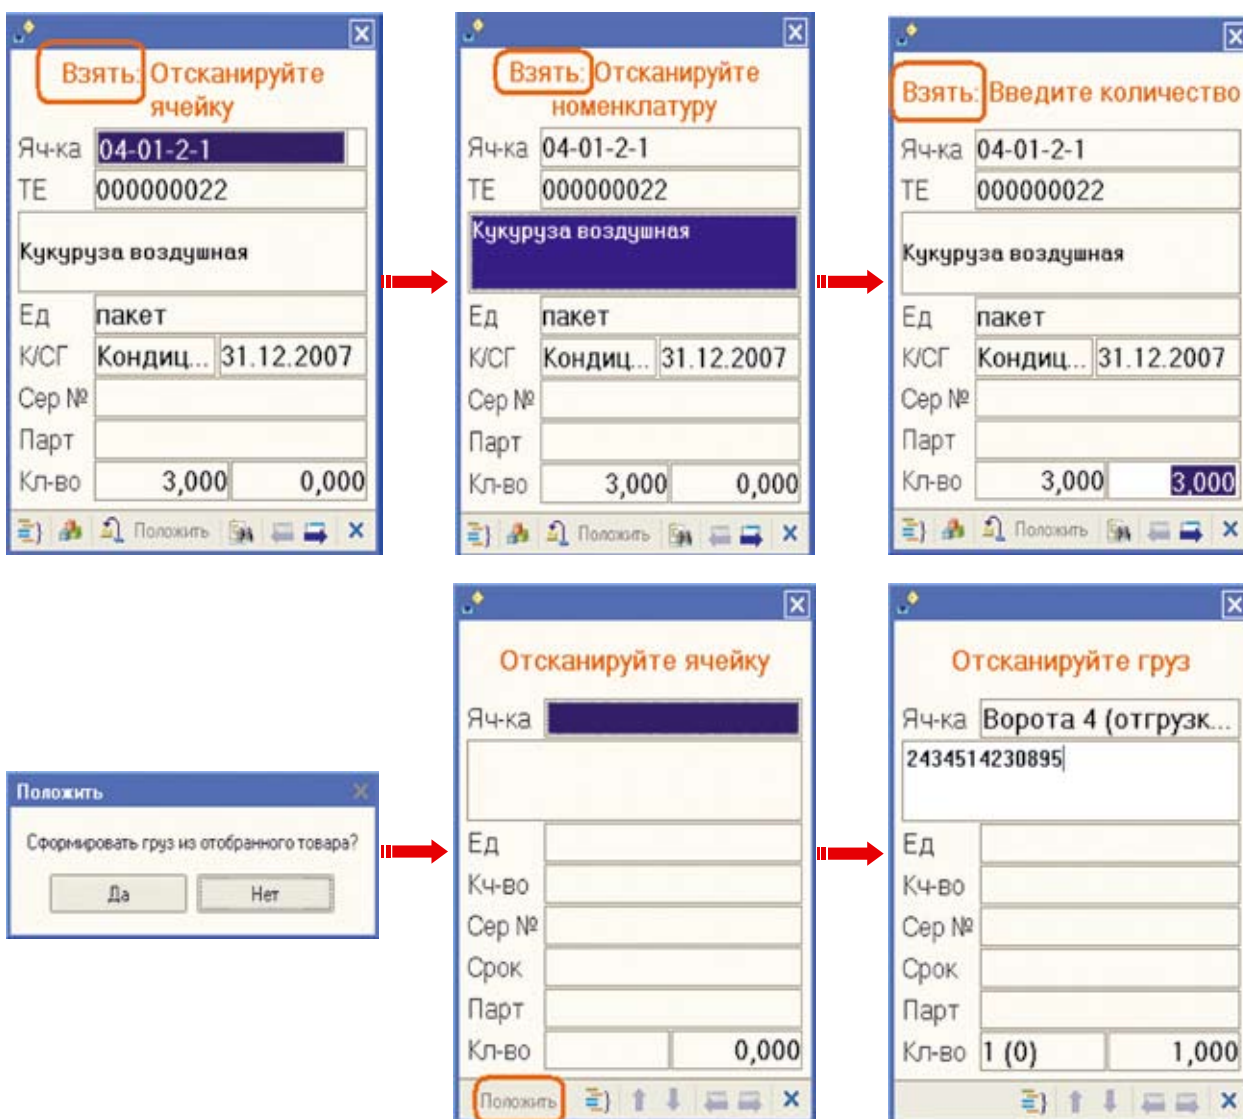 Взять: Отсканируйте
ячейку
Яч-ка 04-01-2-1
ТЕ 000000022
Кукуруза воздушная
Ед пакет
К/СГ Кондиц... 31.12.2007
Сер №
Парт
Кл-во 3,000 0,000
Положить
Взять: Отсканируйте
номенклатуру
Яч-ка 04-01-2-1
ТЕ 000000022
Кукуруза воздушная
Ед пакет
К/СГ Кондиц... 31.12.2007
Сер №
Парт
Кл-во 3,000 0,000
Положить
Взять: Введите количество
Яч-ка 04-01-2-1
ТЕ 000000022
Кукуруза воздушная
Ед пакет
К/СГ Кондиц... 31.12.2007
Сер №
Парт
Кл-во 3,000 3,000
Положить
Положить
Сформировать груз из отобранного товара?
Да Нет
Отсканируйте ячейку
Яч-ка
Ед
Кч-во
Сер №
Срок
Парт
Кл-во 0,000
Положить
Отсканируйте груз
Яч-ка Ворота 4 (отгрузк...
2434514230895
Ед
Кч-во
Сер №
Срок
Парт
Кл-во 1 (0) 1,000